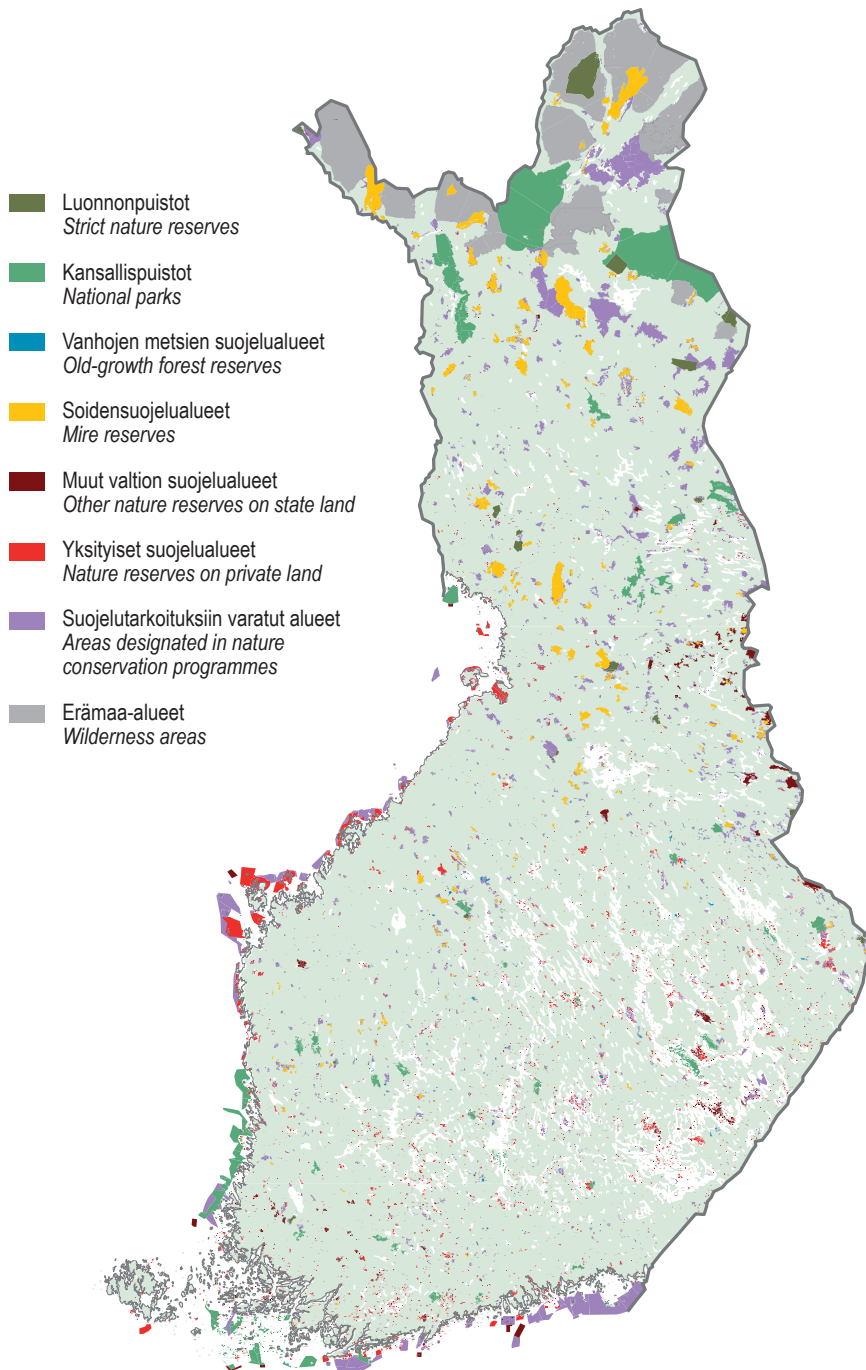 Luonnonpuistot
Strict nature reserves
Kansallispuistot
National parks
Vanhojen metsien suojelualueet
Old-growth forest reserves
Soidensuojelualueet
Mire reserves
Muut valtion suojelualueet
Other nature reserves on state land
Yksityiset suojelualueet
Nature reserves on private land
Suojelutarkoituksiin varatut alueet
Areas designated in nature
conservation programmes
Erämaa-alueet
Wilderness areas